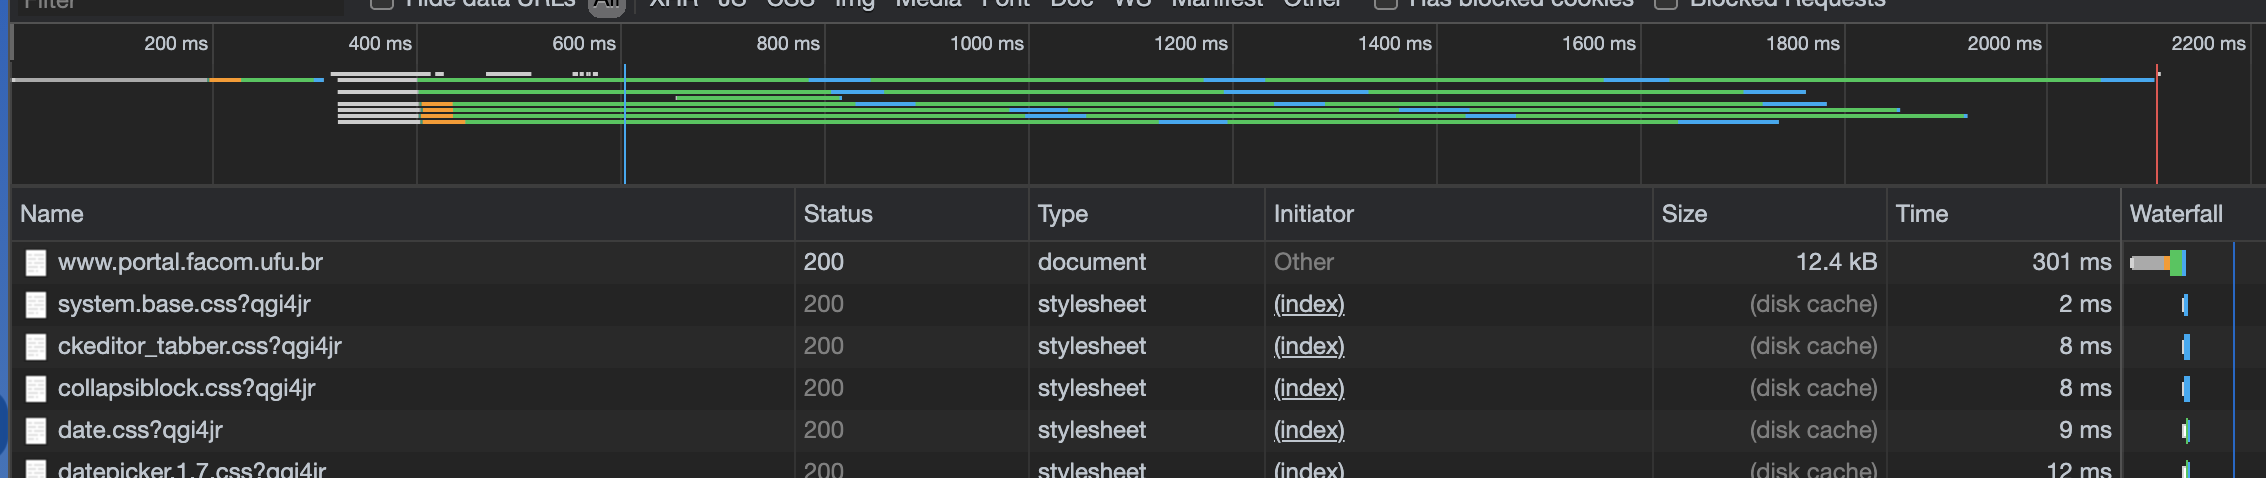 Filter Hide data URLs All XHR JS CSS Img Media Font Doc WS Manifest Other Has blocked cookies Blocked Requests
200 ms 400 ms 600 ms 800 ms 1000 ms 1200 ms 1400 ms 1600 ms 1800 ms 2000 ms 2200 ms
Name Status Type Initiator Size Time Waterfall
www.portal.facom.ufu.br 200 document Other 12.4 kB 301 ms
system.base.css?qgi4jr 200 stylesheet (index) (disk cache) 2 ms
ckeditor_tabber.css?qgi4jr 200 stylesheet (index) (disk cache) 8 ms
collapsiblock.css?qgi4jr 200 stylesheet (index) (disk cache) 8 ms
date.css?qgi4jr 200 stylesheet (index) (disk cache) 9 ms
datepicker.1.7.css?qgi4jr 200 stylesheet (index) (disk cache) 12 ms